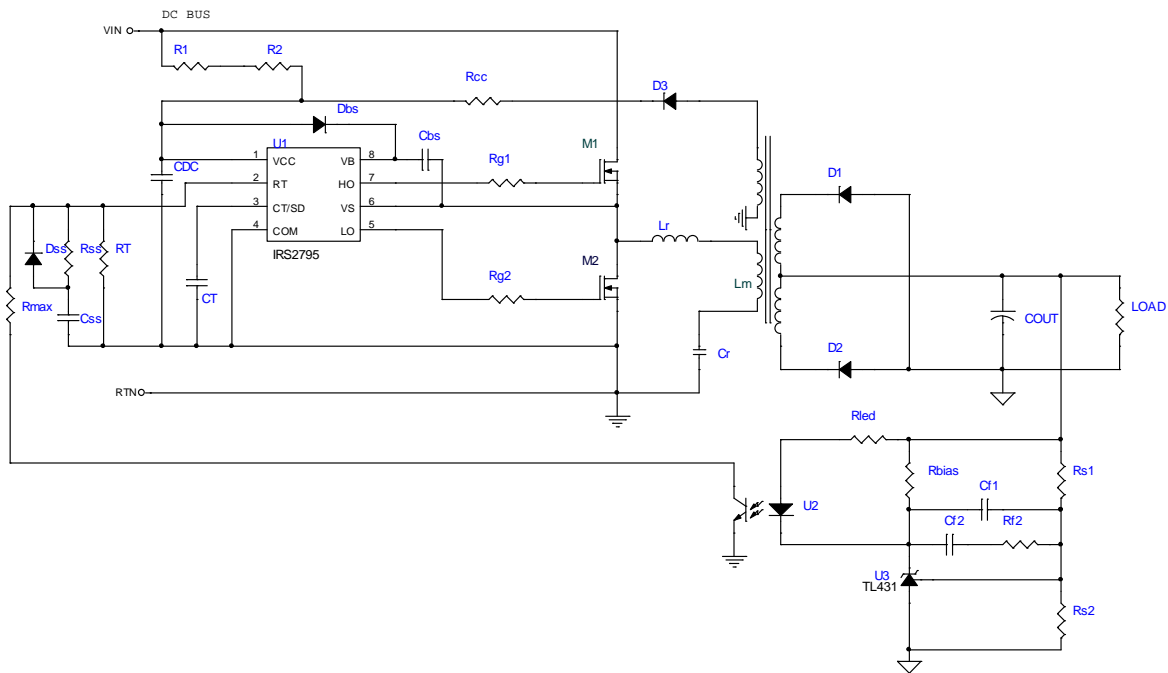 DC BUS
VIN
R1
R2
Rcc
D3
Dbs
U1
Cbs
M1
CDC
1
VCC
VB
8
Rg1
D1
2
RT
HO
7
3
CT/SD
VS
6
4
COM
LO
5
Lr
IRS2795
Dss
Rss
RT
M2
Lm
Rg2
CT
Rmax
Css
COUT
LOAD
Cr
D2
RTN
Rled
Rbias
Rs1
Cf1
U2
Cf2
Rf2
U3
TL431
Rs2